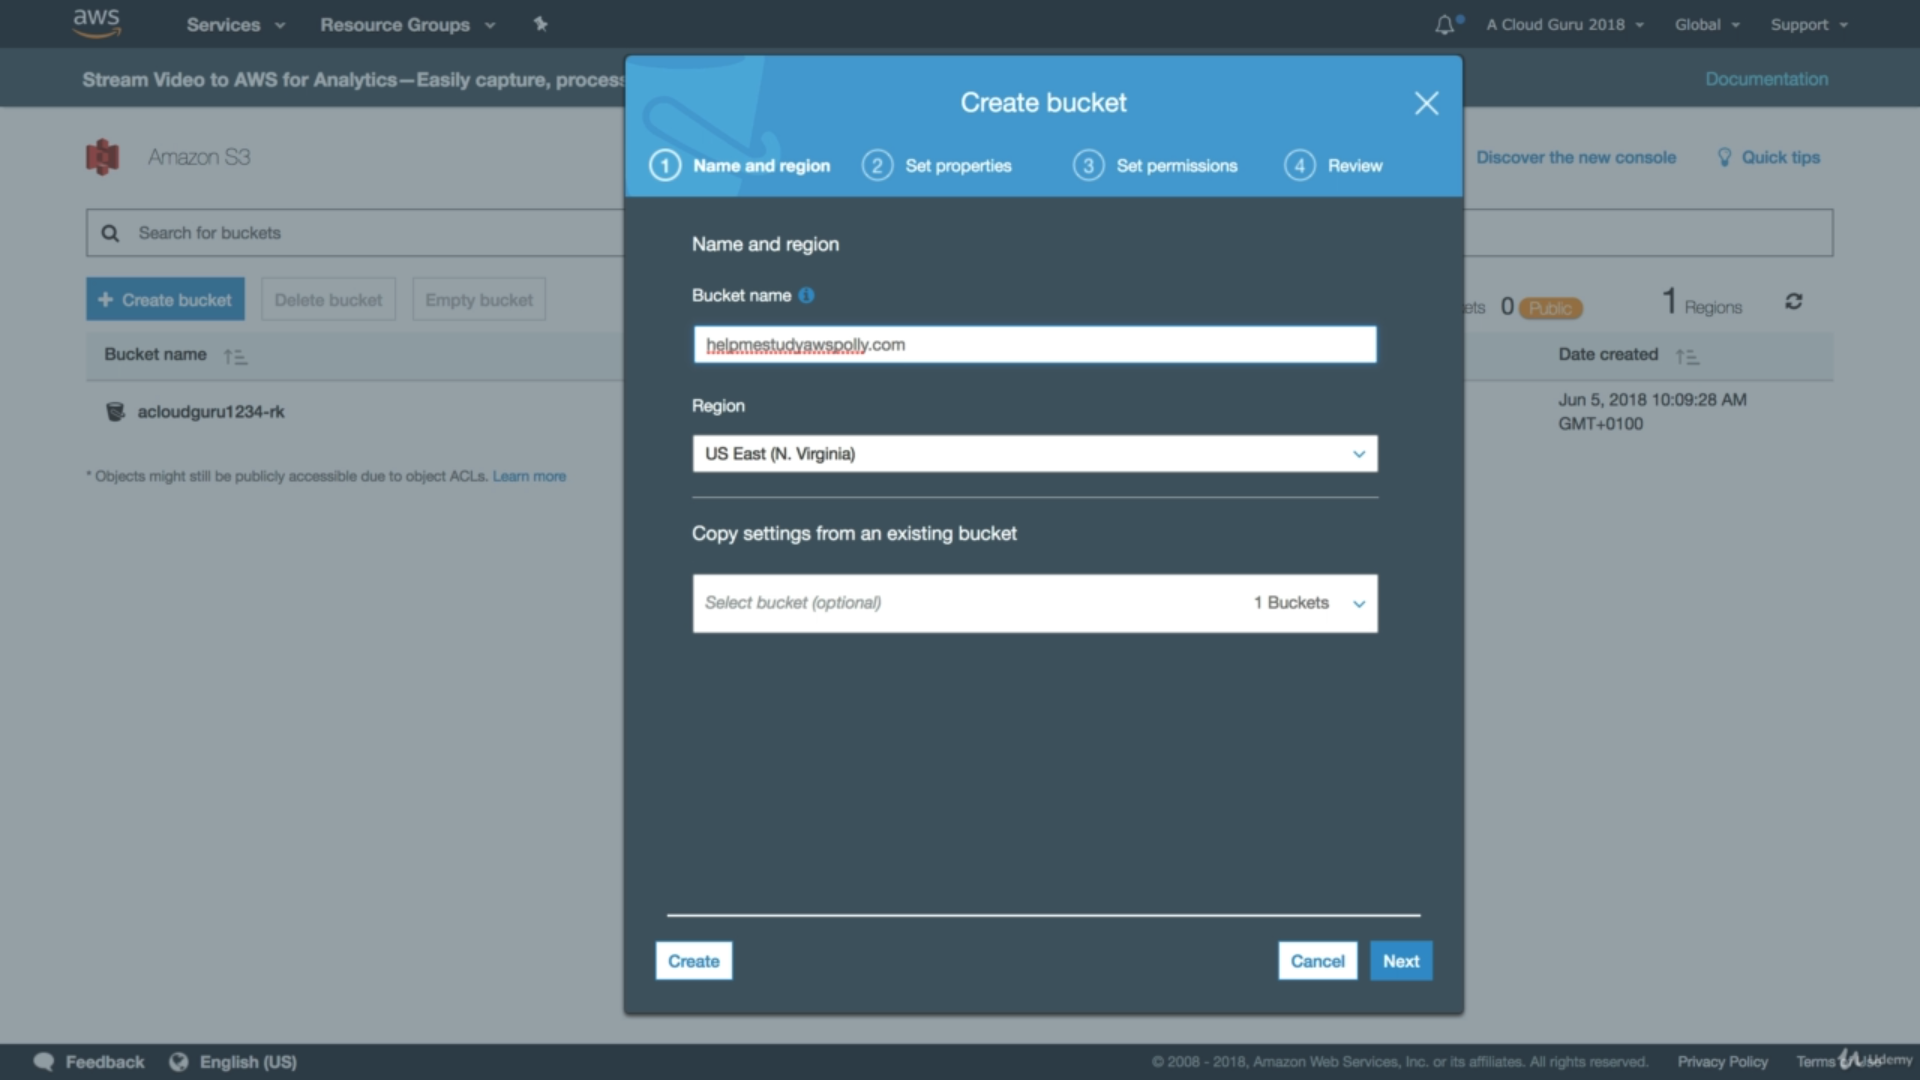 aws
Services
Resource Groups
A Cloud Guru 2018
Global
Support
Stream Video to AWS for Analytics—Easily capture, process
Documentation
Create bucket
1 Name and region
2 Set properties
3 Set permissions
4 Review
Amazon S3
Discover the new console
Quick tips
Search for buckets
Name and region
Bucket name
helpmestudyawspolly.com
Region
US East (N. Virginia)
Copy settings from an existing bucket
Select bucket (optional)
1 Buckets
Create
Cancel
Next
+ Create bucket
Delete bucket
Empty bucket
ets 0 Public
1 Regions
Bucket name
Date created
acloudguru1234-rk
Jun 5, 2018 10:09:28 AM
GMT+0100
* Objects might still be publicly accessible due to object ACLs. Learn more
Feedback
English (US)
© 2008 - 2018, Amazon Web Services, Inc. or its affiliates. All rights reserved.
Privacy Policy
Terms
Udemy